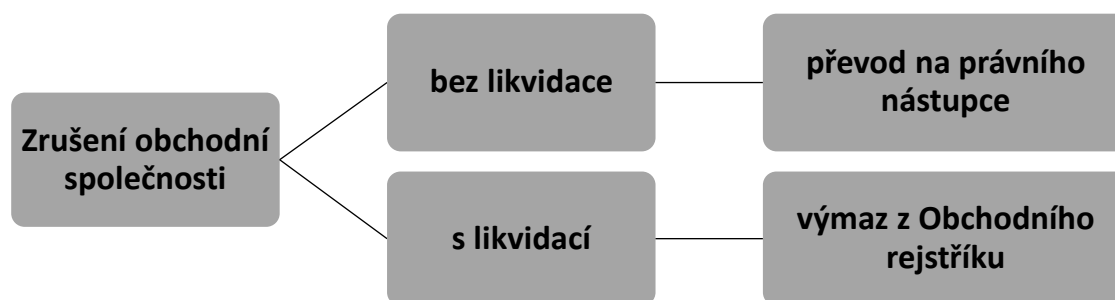 Zrušení obchodní
společnosti
bez likvidace
převod na právního
nástupce
s likvidací
výmaz z Obchodního
rejstříku